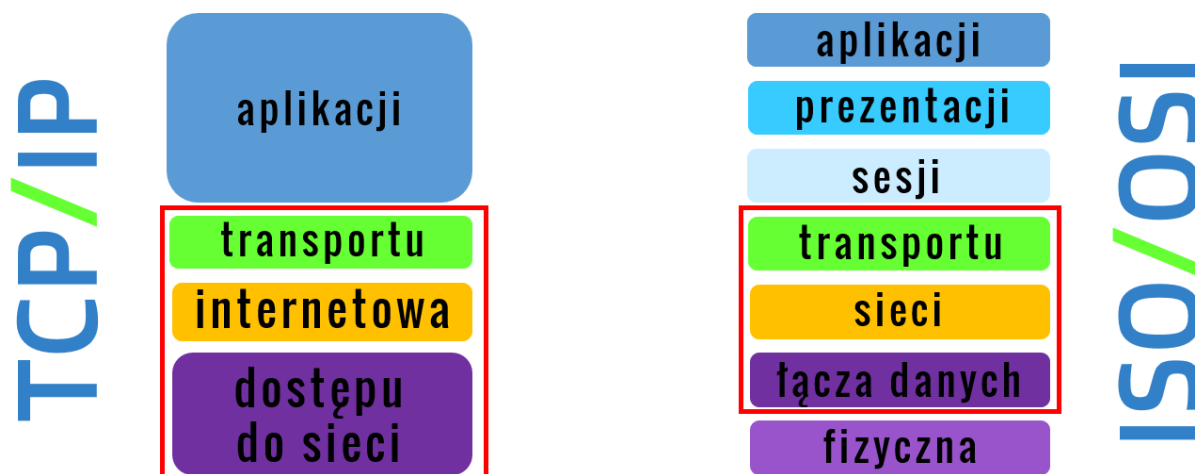 TCP/IP
aplikacji
transportu
internetowa
dostępu
do sieci
aplikacji
prezentacji
sesji
transportu
sieci
łącza danych
fizyczna
ISO/OSI